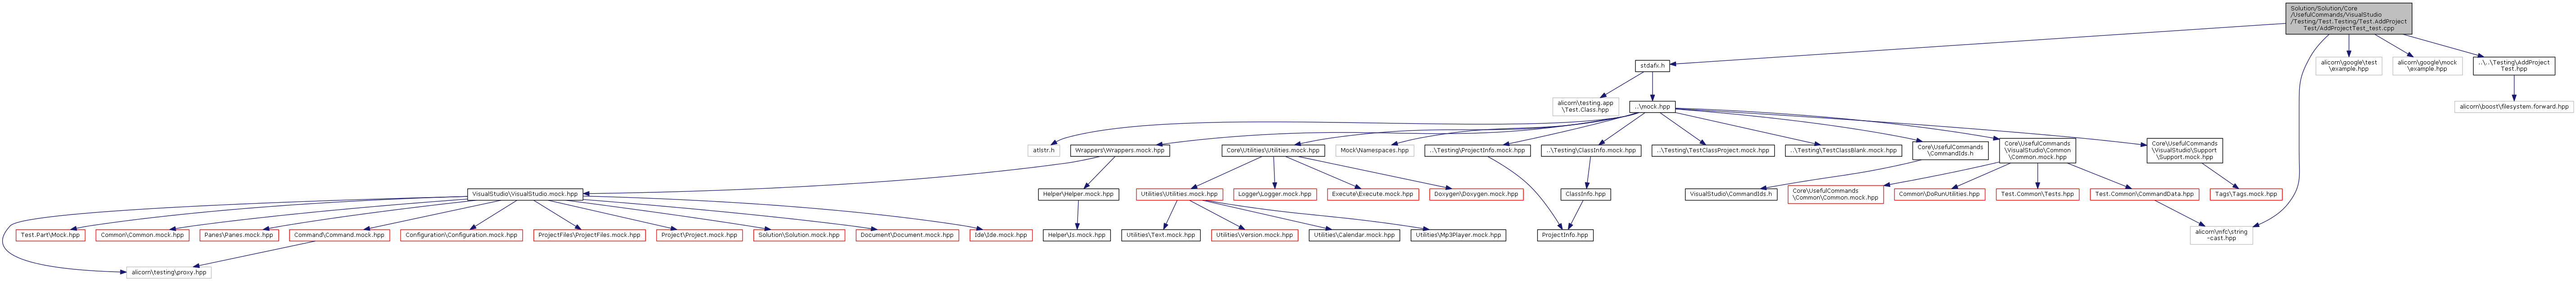 Solution/Solution/Core
/UsefulCommands/VisualStudio
/Testing/Test.Testing/Test.AddProject
Test/AddProjectTest_test.cpp
stdafx.h
alicorn\google\test
\example.hpp
alicorn\google\mock
\example.hpp
..\..\Testing\AddProject
Test.hpp
alicorn\testing.app
\Test.Class.hpp
..\mock.hpp
alicorn\boost\filesystem.forward.hpp
atlstr.h
Wrappers\Wrappers.mock.hpp
Core\Utilities\Utilities.mock.hpp
Mock\Namespaces.hpp
..\Testing\ProjectInfo.mock.hpp
..\Testing\ClassInfo.mock.hpp
..\Testing\TestClassProject.mock.hpp
..\Testing\TestClassBlank.mock.hpp
Core\UsefulCommands
\CommandIds.h
Core\UsefulCommands
\VisualStudio\Common
\Common.mock.hpp
Core\UsefulCommands
\VisualStudio\Support
\Support.mock.hpp
VisualStudio\VisualStudio.mock.hpp
Helper\Helper.mock.hpp
Utilities\Utilities.mock.hpp
Logger\Logger.mock.hpp
Execute\Execute.mock.hpp
Doxygen\Doxygen.mock.hpp
ClassInfo.hpp
VisualStudio\CommandIds.h
Core\UsefulCommands
\Common\Common.mock.hpp
Common\DoRunUtilities.hpp
Test.Common\Tests.hpp
Test.Common\CommandData.hpp
Tags\Tags.mock.hpp
Test.Part\Mock.hpp
Common\Common.mock.hpp
Panes\Panes.mock.hpp
Command\Command.mock.hpp
Configuration\Configuration.mock.hpp
ProjectFiles\ProjectFiles.mock.hpp
Project\Project.mock.hpp
Solution\Solution.mock.hpp
Document\Document.mock.hpp
Ide\Ide.mock.hpp
Helper\Is.mock.hpp
Utilities\Text.mock.hpp
Utilities\Version.mock.hpp
Utilities\Calendar.mock.hpp
Utilities\Mp3Player.mock.hpp
ProjectInfo.hpp
alicorn\mfc\string
-cast.hpp
alicorn\testing\proxy.hpp